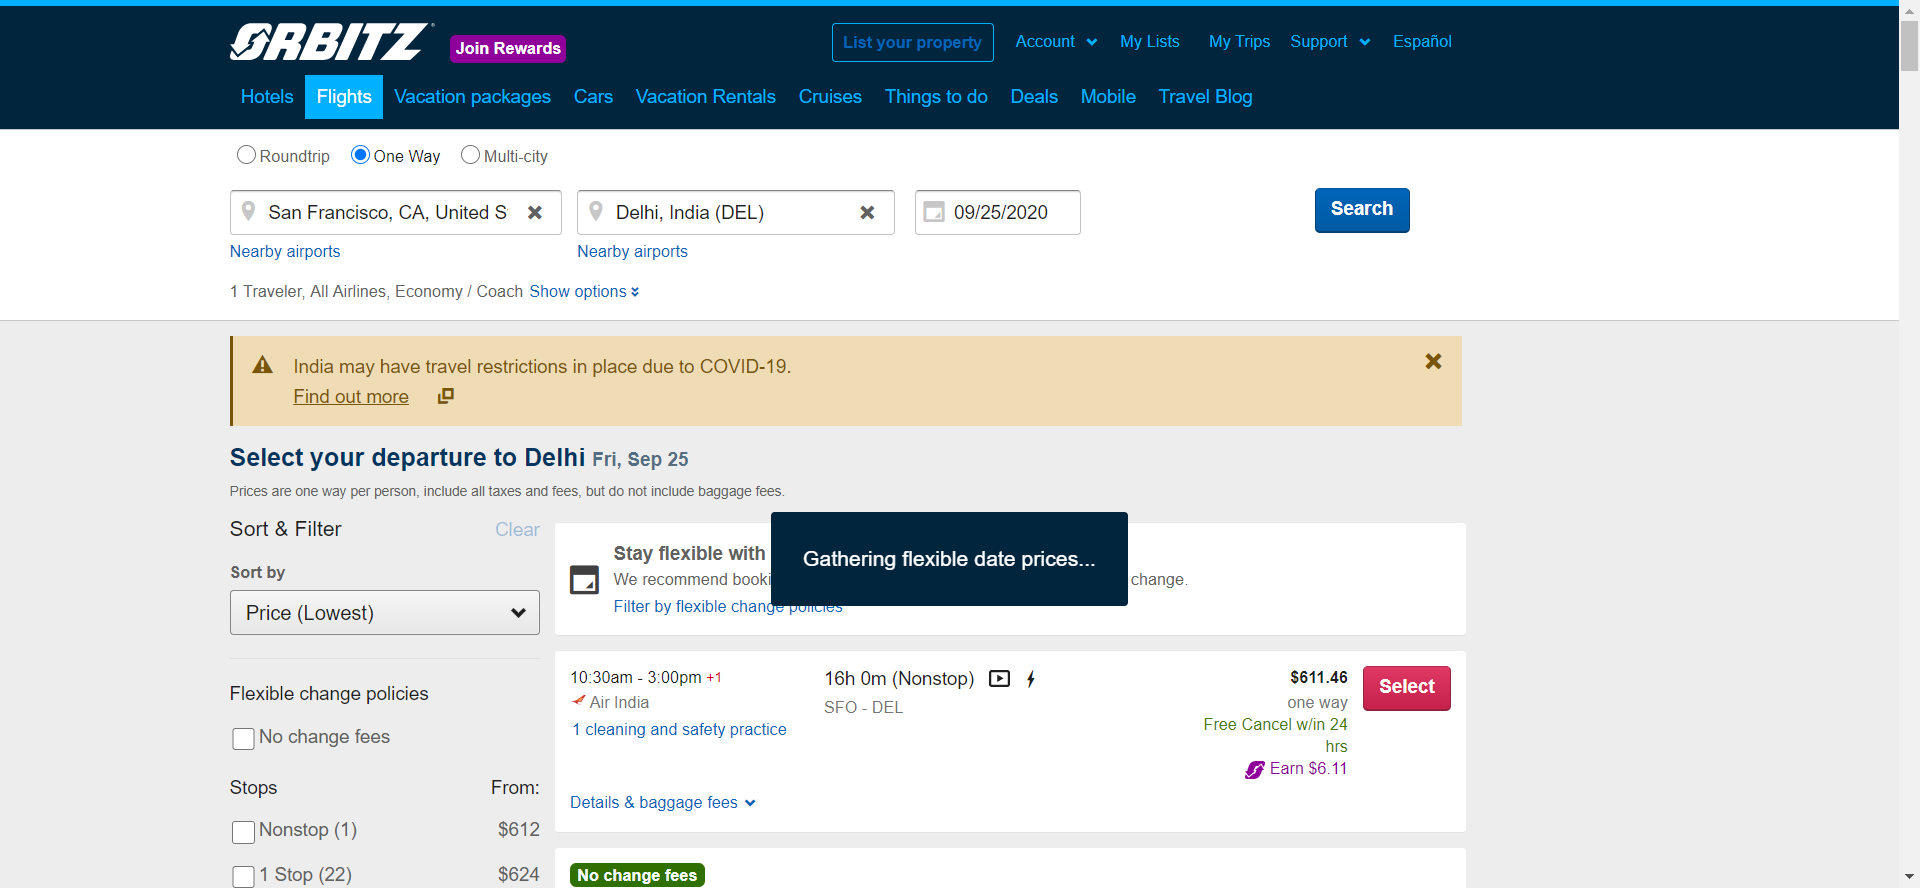 ORBITZ
Join Rewards
List your property
Account
My Lists
My Trips
Support
Español
Hotels
Flights
Vacation packages
Cars
Vacation Rentals
Cruises
Things to do
Deals
Mobile
Travel Blog
Roundtrip
One Way
Multi-city
San Francisco, CA, United S
Delhi, India (DEL)
09/25/2020
Search
Nearby airports
Nearby airports
1 Traveler, All Airlines, Economy / Coach Show options
India may have travel restrictions in place due to COVID-19.
Find out more
Select your departure to Delhi Fri, Sep 25
Prices are one way per person, include all taxes and fees, but do not include baggage fees.
Sort & Filter
Clear
Sort by
Price (Lowest)
Flexible change policies
No change fees
Stops
From:
Nonstop (1)
$612
1 Stop (22)
$624
Stay flexible with
We recommend booki
change.
Filter by flexible change policies
Gathering flexible date prices...
10:30am - 3:00pm +1
Air India
1 cleaning and safety practice
16h 0m (Nonstop)
SFO - DEL
$611.46
one way
Free Cancel w/in 24
hrs
Earn $6.11
Select
Details & baggage fees
No change fees